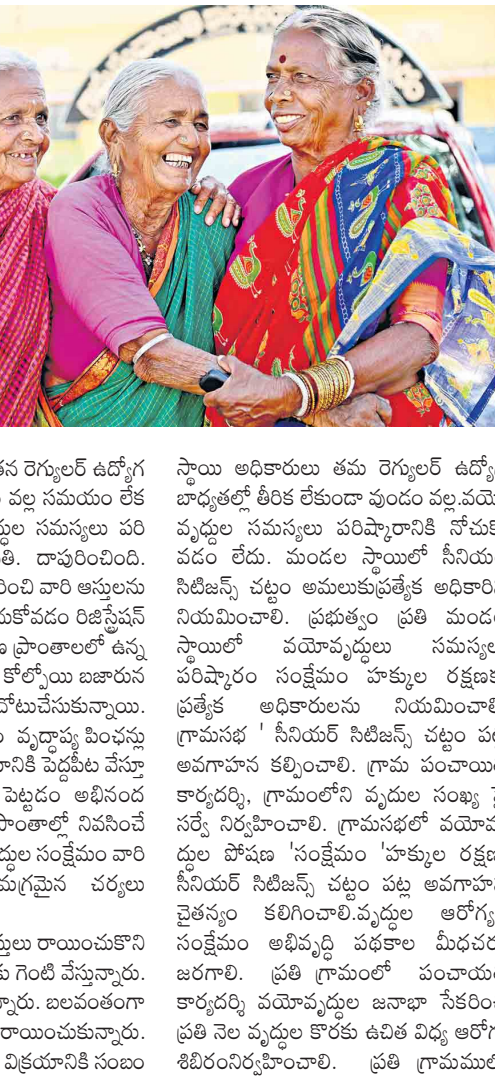 తన రెగ్యులర్ ఉద్యోగ
వల్ల సమయం లేక
ద్ధుల సమస్యలు పరి
తి. దాపురించింది.
రించి వారి ఆస్తులను
చుకోవడం రిజిస్ట్రేషన్
ణ ప్రాంతాలలో ఉన్న
కోల్పోయి బజారున
చోటుచేసుకున్నాయి.
వృద్ధాప్య పింఛన్లు
నానికి పెద్దపీట వేస్తూ
పెట్టడం అభినంద
ప్రాంతాల్లో నివసించే
ద్ధుల సంక్షేమం వారి
మగ్రమైన చర్యలు
స్తులు రాయించుకొని
కు గెంటి వేస్తున్నారు.
న్నారు. బలవంతంగా
రాయించుకున్నారు.
విక్రయానికి సంబం
స్థాయి అధికారులు తమ రెగ్యులర్ ఉద్యోగ
బాధ్యతల్లో తీరిక లేకుండా వుండం వల్ల.వయో
వృద్ధుల సమస్యలు పరిష్కారానికి నోచుకో
వడం లేదు. మండల స్థాయిలో సీనియ
సిటిజన్స్ చట్టం అమలుకుప్రత్యేక అధికారిని
నియమించాలి. ప్రభుత్వం ప్రతి మండ
స్థాయిలో వయోవృద్ధులు సమస్యల
పరిష్కారం సంక్షేమం హక్కుల రక్షణక
ప్రత్యేక అధికారులను నియమించాలి
గ్రామసభ ' సీనియర్ సిటిజన్స్ చట్టం పట
అవగాహన కల్పించాలి. గ్రామ పంచాయి
కార్యదర్శి, గ్రామంలోని వృదుల సంఖ్య పై
సర్వే నిర్వహించాలి. గ్రామసభలో వయోవృ
ద్ధుల పోషణ 'సంక్షేమం 'హక్కుల రక్షణ
సీనియర్ సిటిజన్స్ చట్టం పట్ల అవగాహన
చైతన్యం కలిగించాలి.వృద్ధుల ఆరోగ్య
సంక్షేమం అభివృద్ధి పథకాల మీధచర
జరగాలి. ప్రతి గ్రామంలో పంచాయ
కార్యదర్శి వయోవృద్ధుల జనాభా సేకరించ
ప్రతి నెల వృద్ధుల కొరకు ఉచిత విధ్య ఆరోగ
శిబిరంనిర్వహించాలి. ప్రతి గ్రామములో